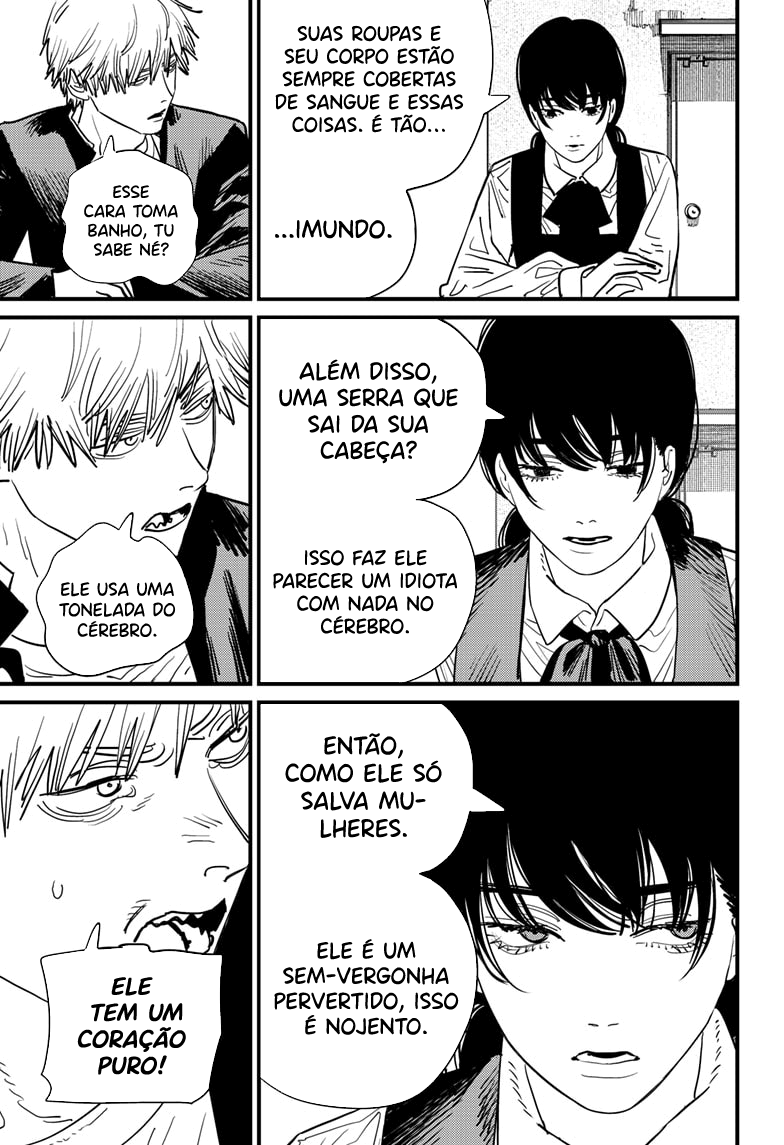 SUAS ROUPAS E
SEU CORPO ESTÃO
SEMPRE COBERTAS
DE SANGUE E ESSAS
COISAS. É TÃO...
...IMUNDO.
ESSE
CARA TOMA
BANHO, TU
SABE NÉ?
ALÉM DISSO,
UMA SERRA QUE
SAI DA SUA
CABEÇA?
ISSO FAZ ELE
PARECER UM IDIOTA
COM NADA NO
CÉREBRO.
ELE USA UMA
TONELADA DO
CÉREBRO.
ENTÃO,
COMO ELE SÓ
SALVA MU-
LHERES.
ELE É UM
SEM-VERGONHA
PERVERTIDO, ISSO
É NOJENTO.
ELE
TEM UM
CORAÇÃO
PURO!